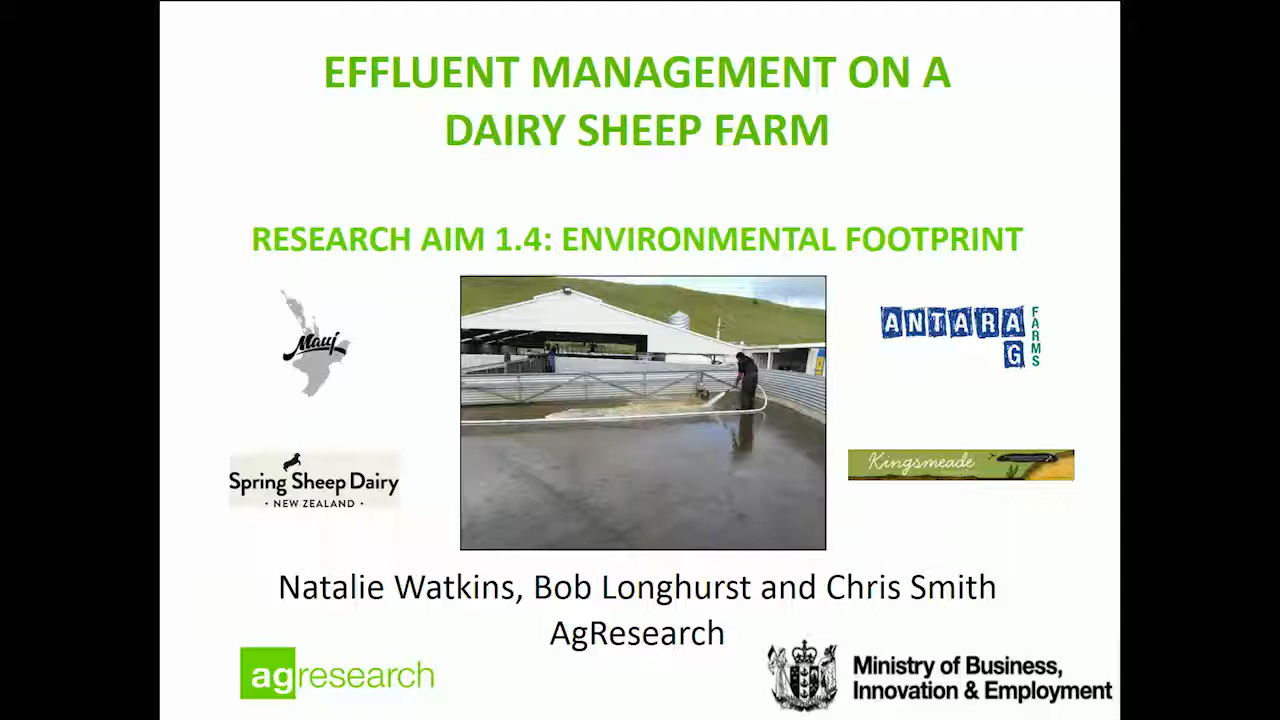 EFFLUENT MANAGEMENT ON A
DAIRY SHEEP FARM
RESEARCH AIM 1.4: ENVIRONMENTAL FOOTPRINT
Maui
ANTARA
AG
FARMS
Spring Sheep Dairy
· NEW ZEALAND ·
Kingsmeade
Natalie Watkins, Bob Longhurst and Chris Smith
AgResearch
agresearch
Ministry of Business,
Innovation & Employment